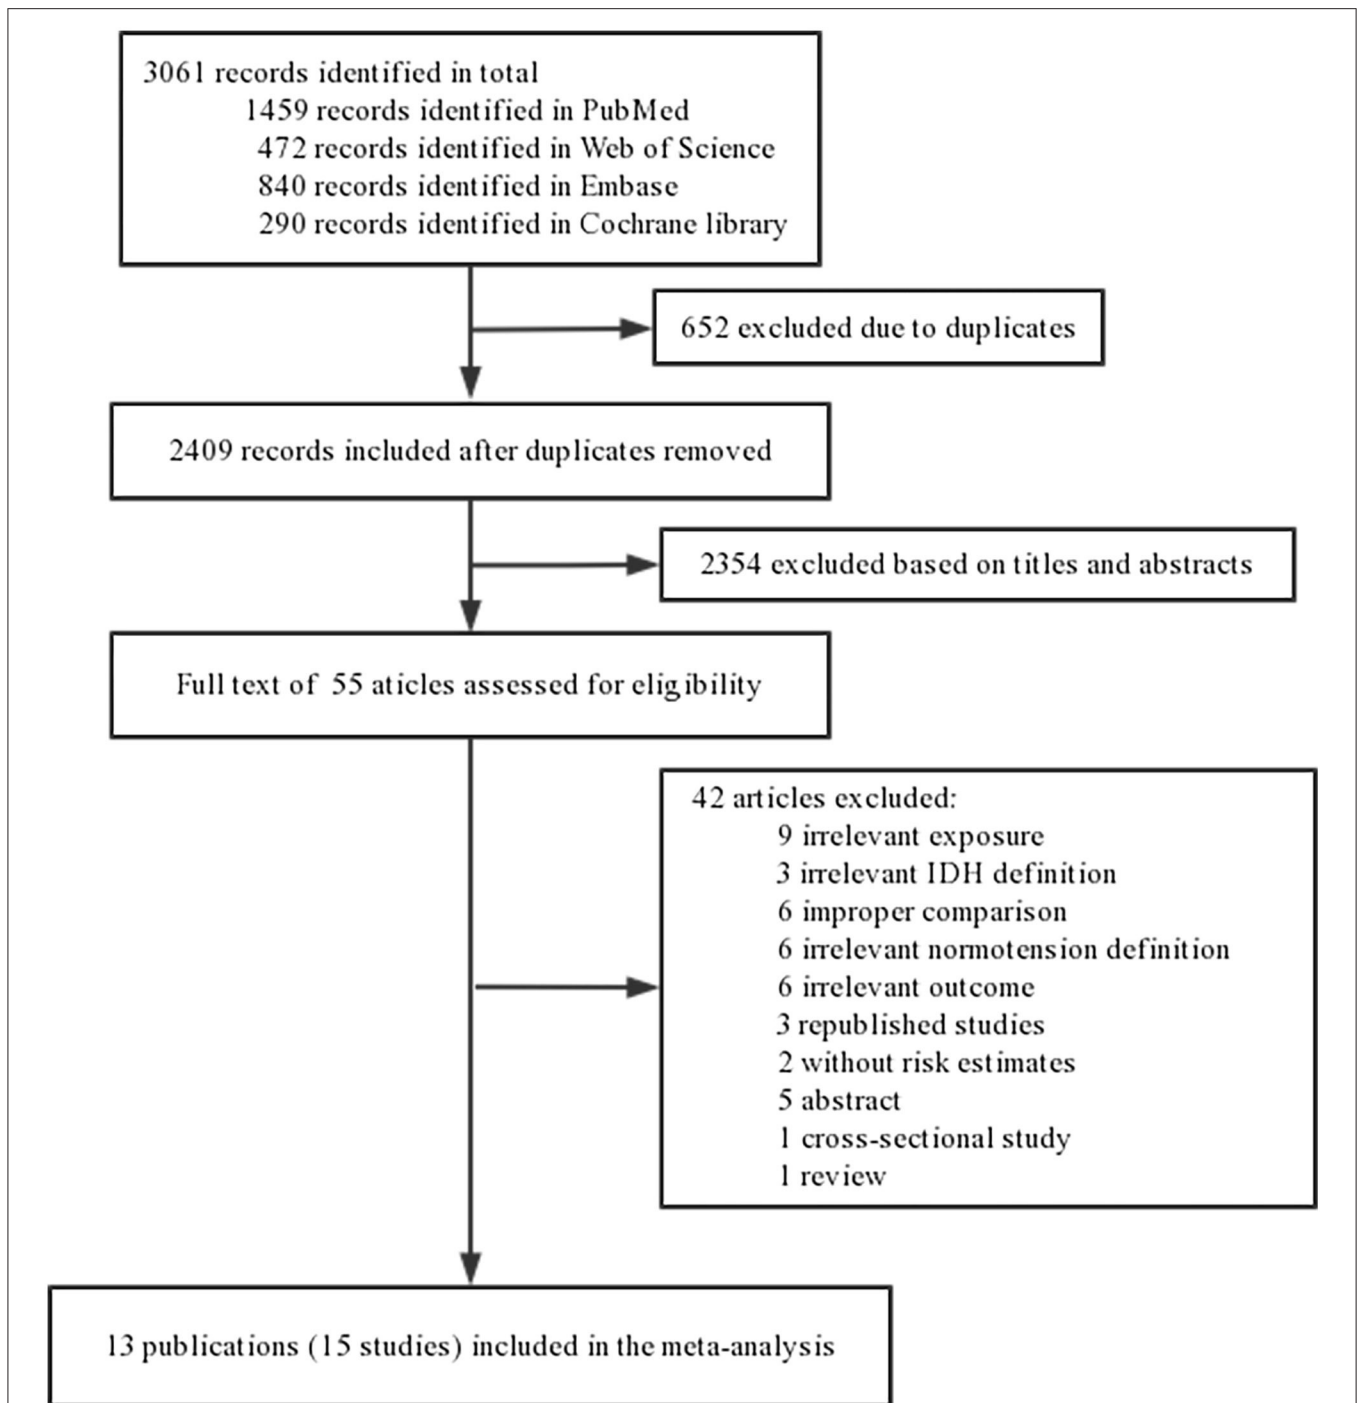 3061 records identified in total
1459 records identified in PubMed
472 records identified in Web of Science
840 records identified in Embase
290 records identified in Cochrane library
652 excluded due to duplicates
2409 records included after duplicates removed
2354 excluded based on titles and abstracts
Full text of 55 aticles assessed for eligibility
42 articles excluded:
9 irrelevant exposure
3 irrelevant IDH definition
6 improper comparison
6 irrelevant normotension definition
6 irrelevant outcome
3 republished studies
2 without risk estimates
5 abstract
1 cross-sectional study
1 review
13 publications (15 studies) included in the meta-analysis